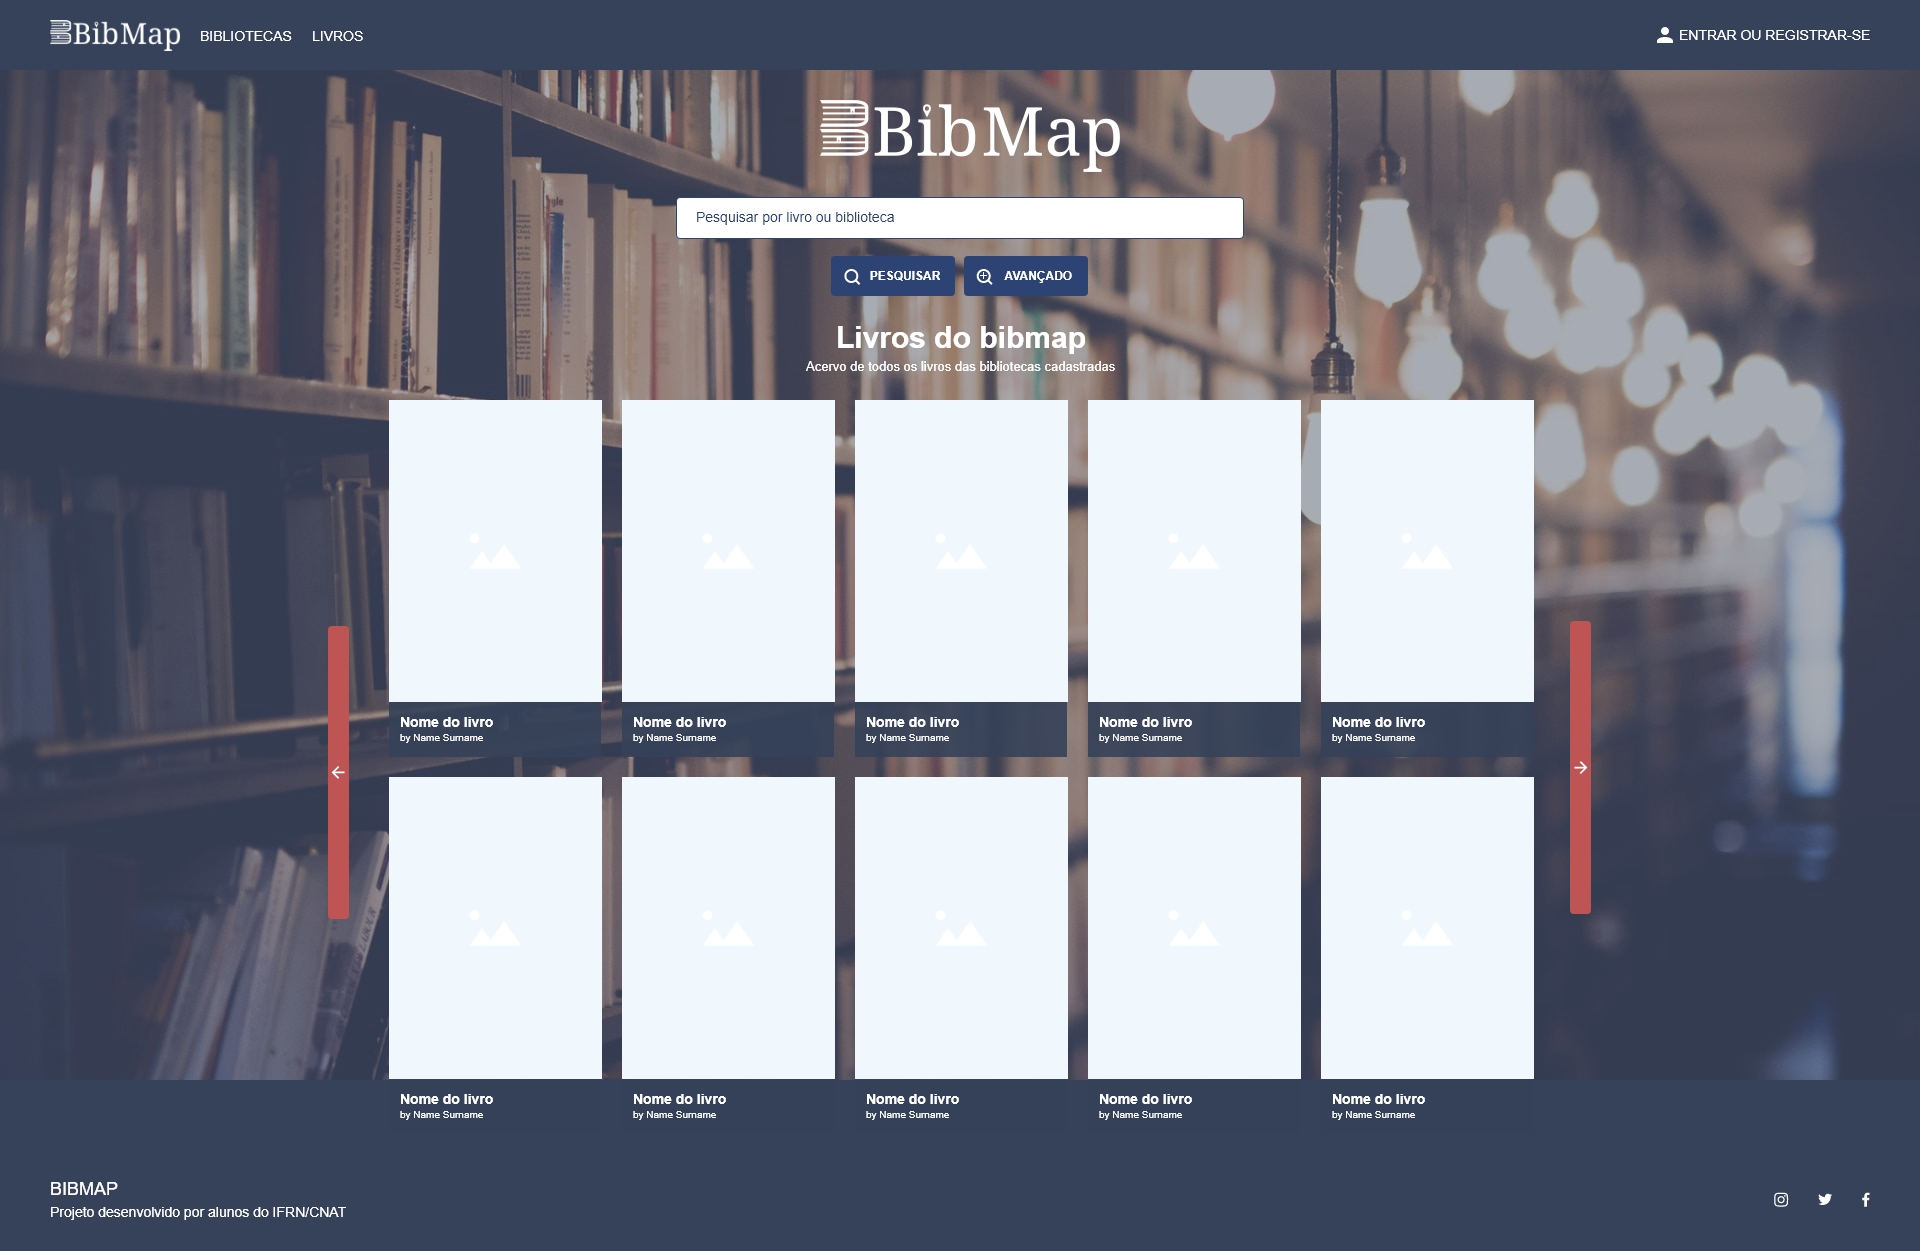 BibMap BIBLIOTECAS LIVROS ENTRAR OU REGISTRAR-SE
BibMap
Pesquisar por livro ou biblioteca
PESQUISAR AVANÇADO
Livros do bibmap
Acervo de todos os livros das bibliotecas cadastradas
Nome do livro Nome do livro Nome do livro Nome do livro Nome do livro
by Name Surname by Name Surname by Name Surname by Name Surname by Name Surname
Nome do livro Nome do livro Nome do livro Nome do livro Nome do livro
by Name Surname by Name Surname by Name Surname by Name Surname by Name Surname
BIBMAP
Projeto desenvolvido por alunos do IFRN/CNAT